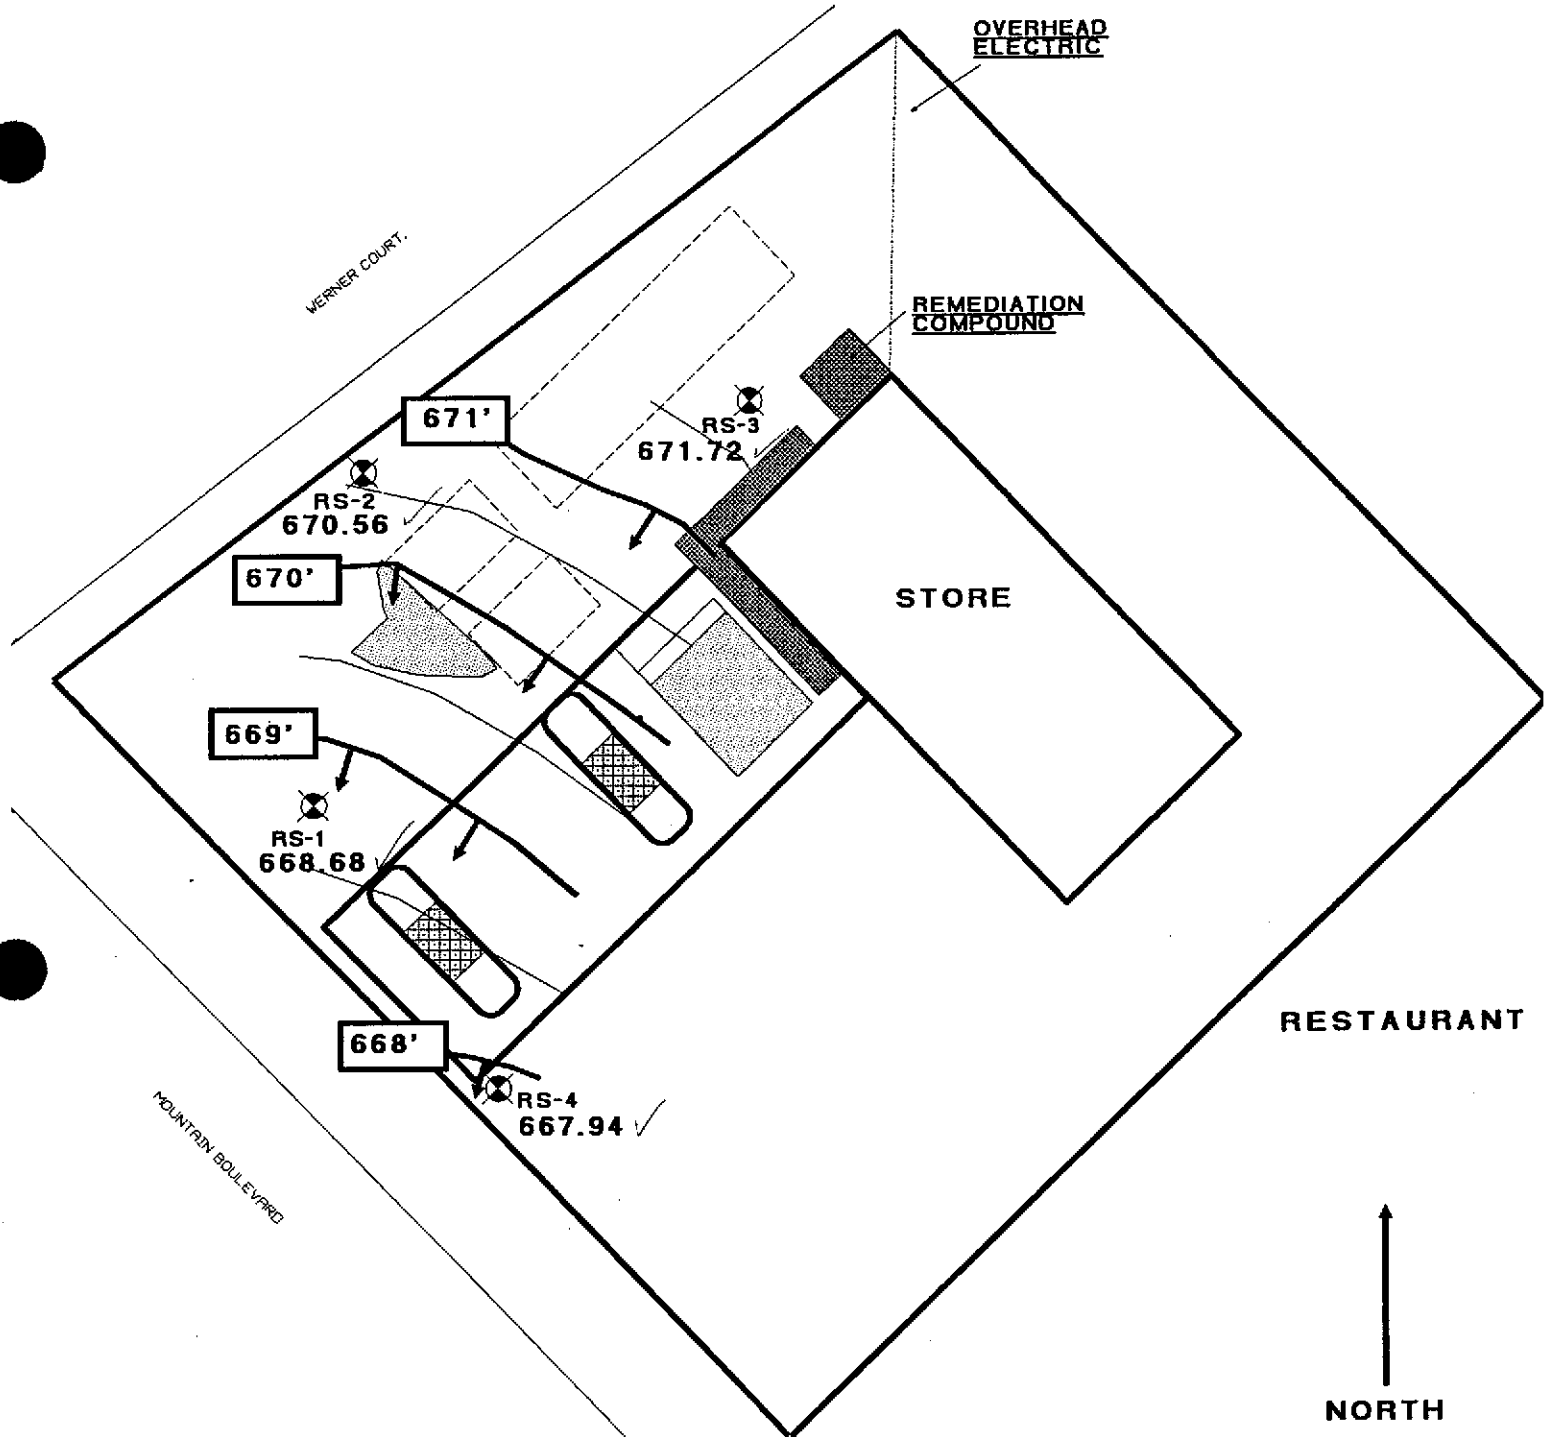 OVERHEAD
ELECTRIC
WERNER COURT.
REMEDIATION
COMPOUND
671'
RS-3
671.72
RS-2
670.56
670'
STORE
669'
RS-1
668.68
RESTAURANT
668'
RS-4
667.94
MOUNTAIN BOULEVARD
NORTH